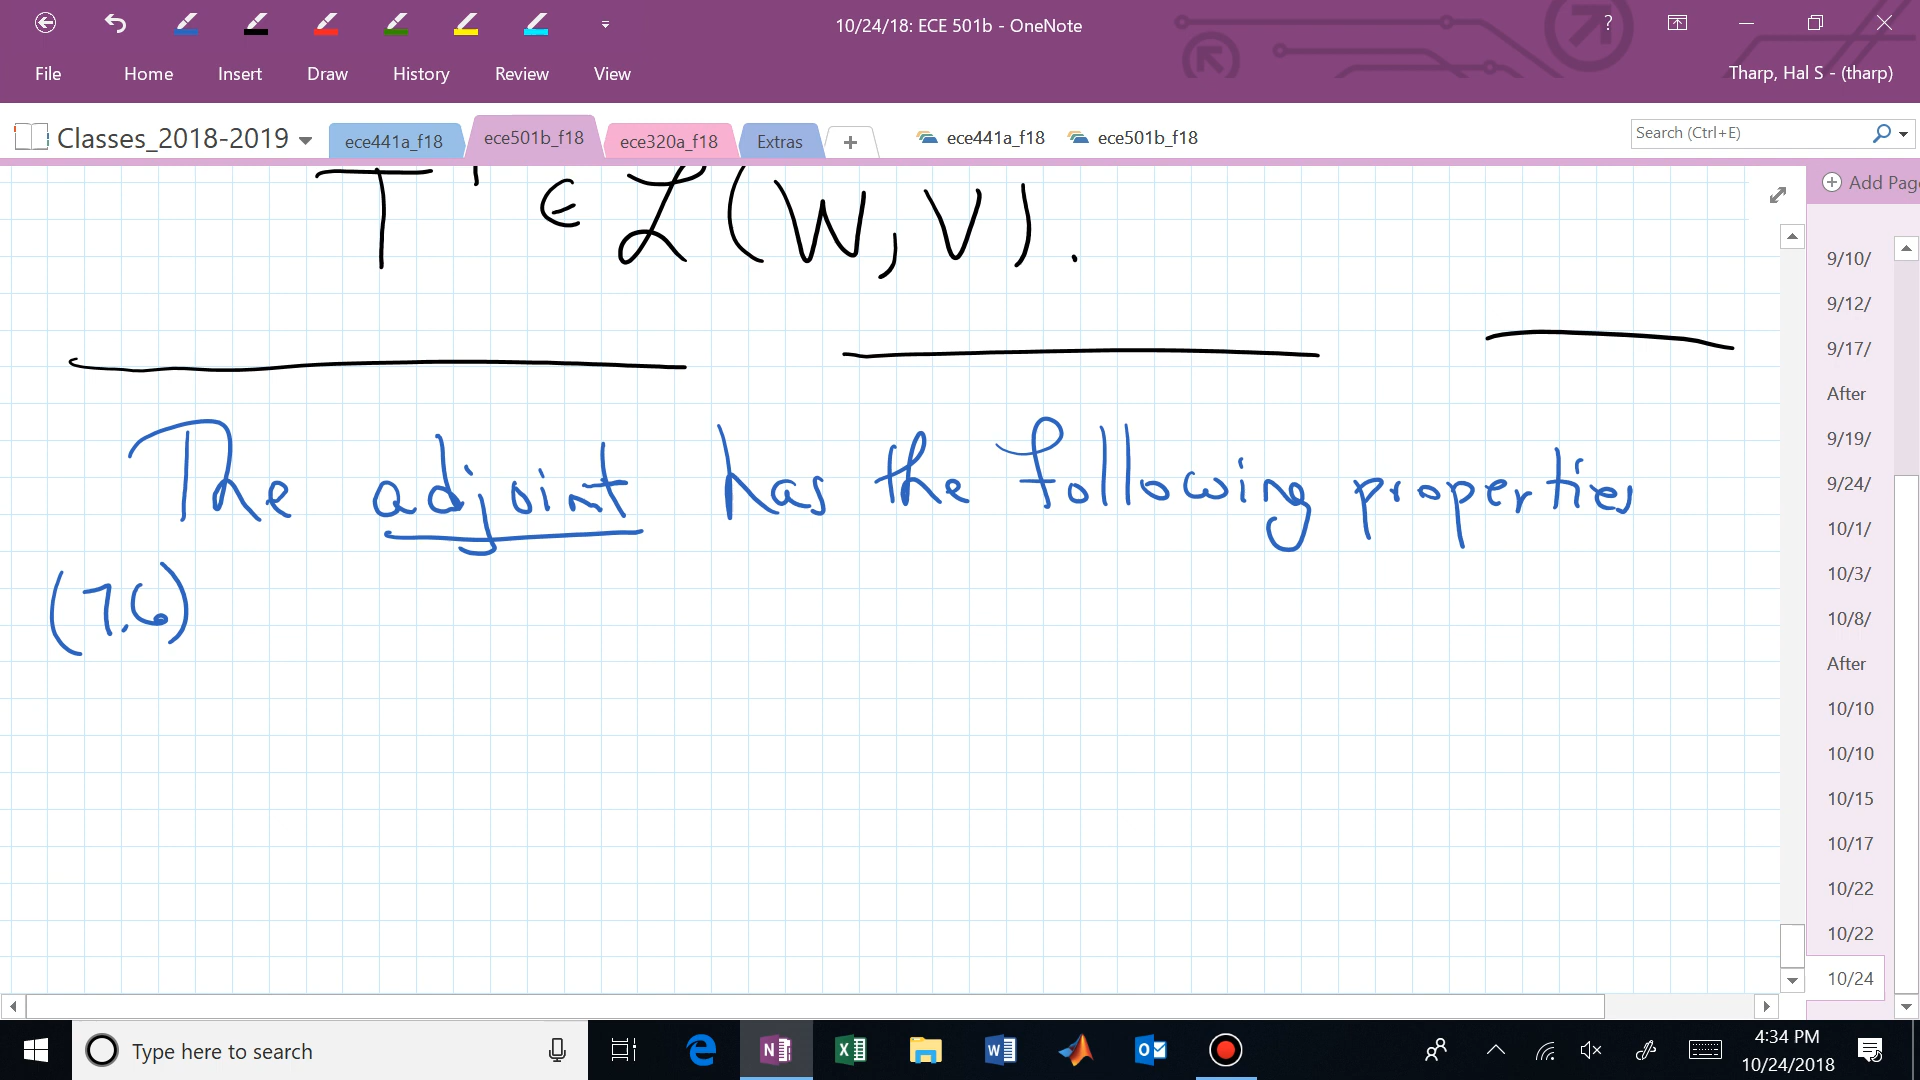 10/24/18: ECE 501b - OneNote
?
File Home Insert Draw History Review View
Tharp, Hal S - (tharp)
Classes_2018-2019
ece441a_f18
ece501b_f18
ece320a_f18
Extras
ece441a_f18
ece501b_f18
Search (Ctrl+E)
T ∈ ℒ(W, V).
The adjoint has the following properties
(7.6)
Add Pag
9/10/
9/12/
9/17/
After
9/19/
9/24/
10/1/
10/3/
10/8/
After
10/10
10/10
10/15
10/17
10/22
10/22
10/24
Type here to search
4:34 PM
10/24/2018